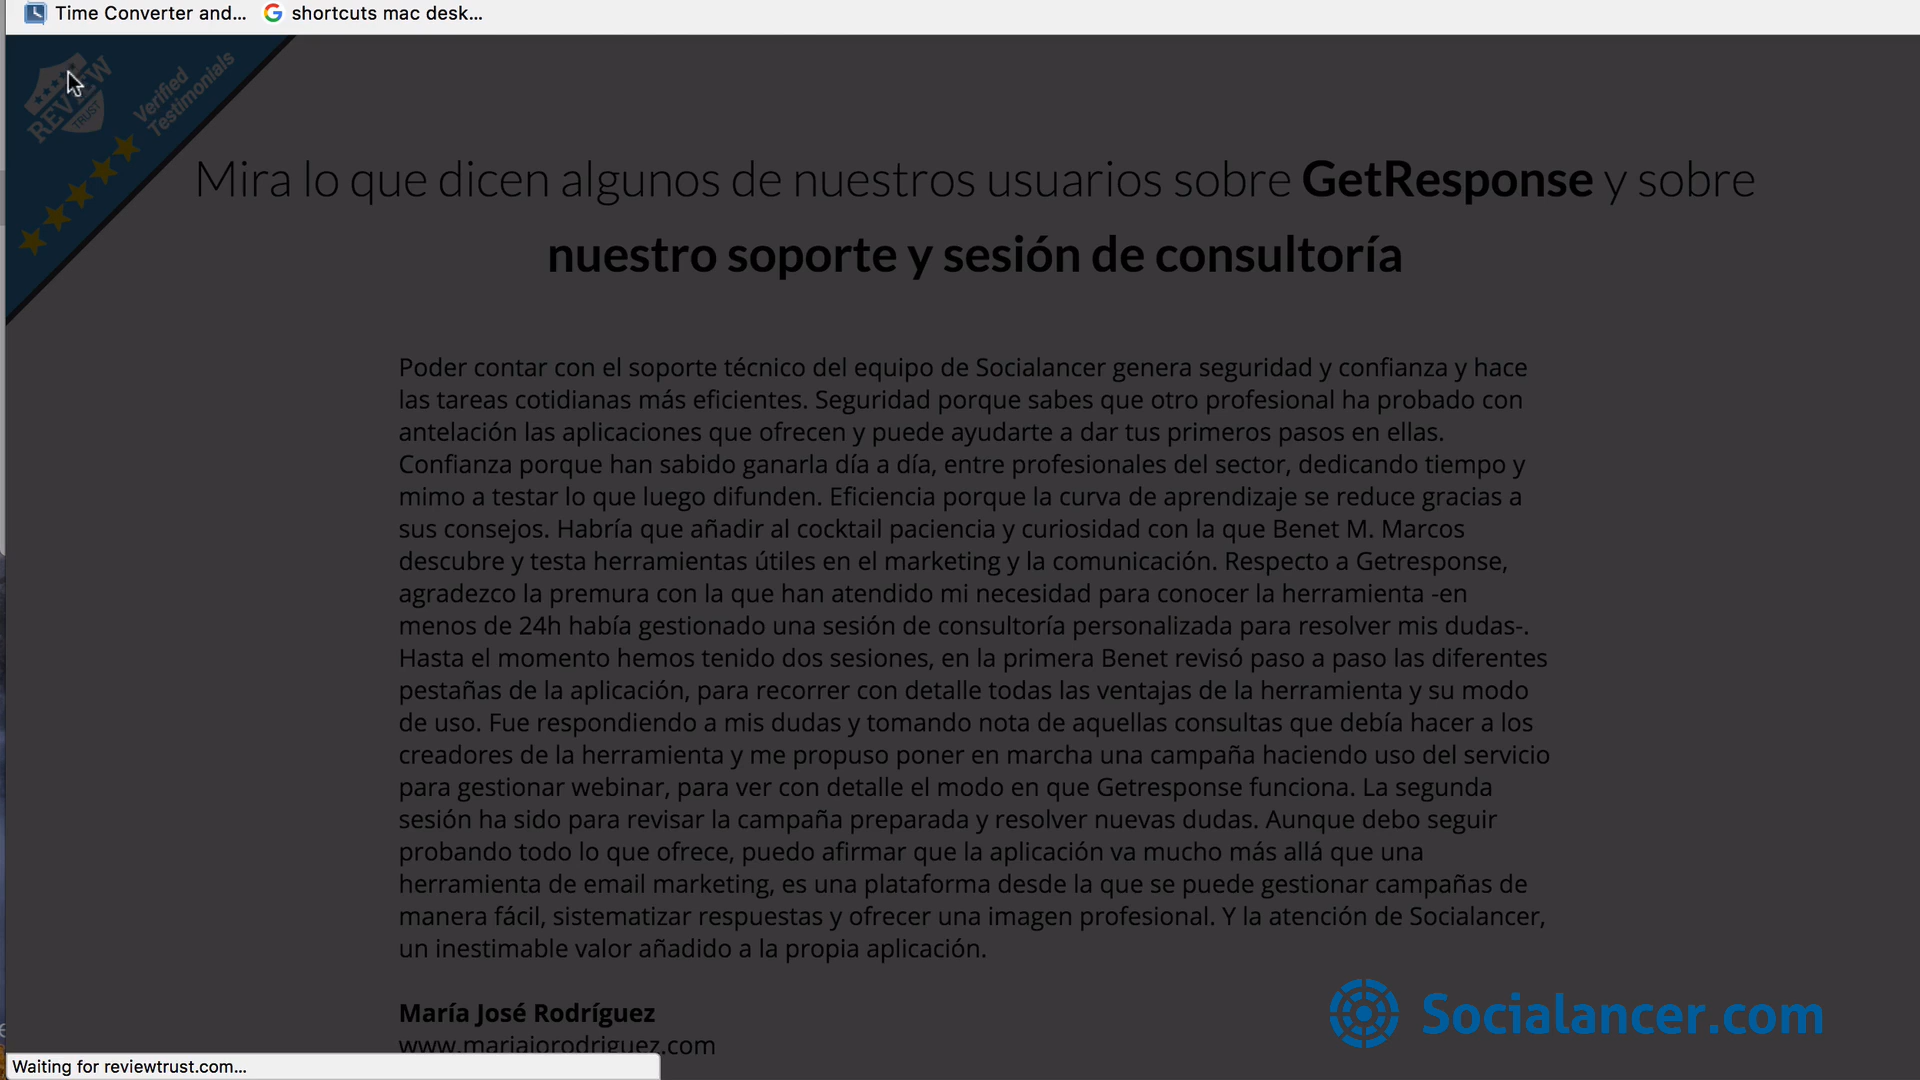 Time Converter and...
shortcuts mac desk...
REVIEW
TRUST
Verified
Testimonials
Mira lo que dicen algunos de nuestros usuarios sobre GetResponse y sobre
nuestro soporte y sesión de consultoría
Poder contar con el soporte técnico del equipo de Socialancer genera seguridad y confianza y hace
las tareas cotidianas más eficientes. Seguridad porque sabes que otro profesional ha probado con
antelación las aplicaciones que ofrecen y puede ayudarte a dar tus primeros pasos en ellas.
Confianza porque han sabido ganarla día a día, entre profesionales del sector, dedicando tiempo y
mimo a testar lo que luego difunden. Eficiencia porque la curva de aprendizaje se reduce gracias a
sus consejos. Habría que añadir al cocktail paciencia y curiosidad con la que Benet M. Marcos
descubre y testa herramientas útiles en el marketing y la comunicación. Respecto a Getresponse,
agradezco la premura con la que han atendido mi necesidad para conocer la herramienta -en
menos de 24h había gestionado una sesión de consultoría personalizada para resolver mis dudas-.
Hasta el momento hemos tenido dos sesiones, en la primera Benet revisó paso a paso las diferentes
pestañas de la aplicación, para recorrer con detalle todas las ventajas de la herramienta y su modo
de uso. Fue respondiendo a mis dudas y tomando nota de aquellas consultas que debía hacer a los
creadores de la herramienta y me propuso poner en marcha una campaña haciendo uso del servicio
para gestionar webinar, para ver con detalle el modo en que Getresponse funciona. La segunda
sesión ha sido para revisar la campaña preparada y resolver nuevas dudas. Aunque debo seguir
probando todo lo que ofrece, puedo afirmar que la aplicación va mucho más allá que una
herramienta de email marketing, es una plataforma desde la que se puede gestionar campañas de
manera fácil, sistematizar respuestas y ofrecer una imagen profesional. Y la atención de Socialancer,
un inestimable valor añadido a la propia aplicación.
María José Rodríguez
www.mariajorodriguez.com
Socialancer.com
Waiting for reviewtrust.com...